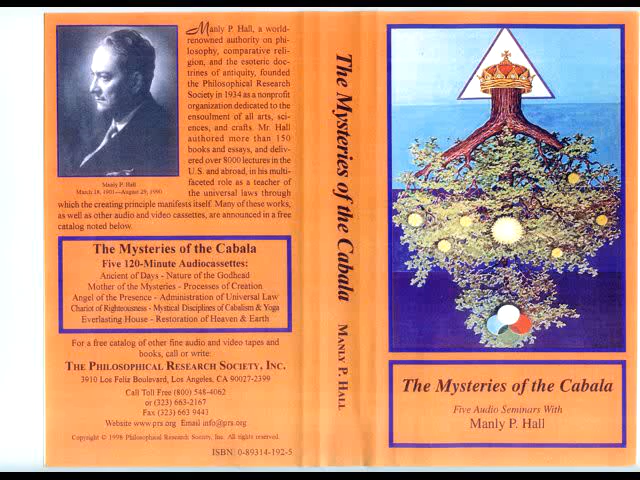 Manly P. Hall, a world-
renowned authority on phi-
losophy, comparative reli-
gion, and the esoteric doc-
trines of antiquity, founded
the Philosophical Research
Society in 1934 as a nonprofit
organization dedicated to the
ensoulment of all arts, sci-
ences, and crafts. Mr. Hall
authored more than 150
books and essays, and deliv-
ered over 8000 lectures in the
U.S. and abroad, in his multi-
faceted role as a teacher of
the universal laws through
which the creating principle manifests itself. Many of these works,
as well as other audio and video cassettes, are announced in a free
catalog noted below.
Manly P. Hall
March 18, 1901—August 29, 1990
The Mysteries of the Cabala
Five 120-Minute Audiocassettes:
Ancient of Days - Nature of the Godhead
Mother of the Mysteries - Processes of Creation
Angel of the Presence - Administration of Universal Law
Chariot of Righteousness - Mystical Disciplines of Cabalism & Yoga
Everlasting House - Restoration of Heaven & Earth
For a free catalog of other fine audio and video tapes and
books, call or write:
THE PHILOSOPHICAL RESEARCH SOCIETY, INC.
3910 Los Feliz Boulevard, Los Angeles, CA 90027-2399
Call Toll Free (800) 548-4062
or (323) 663-2167
Fax (323) 663 9441
Website www.prs.org Email info@prs.org
Copyright © 1998 Philosophical Research Society, Inc. All rights reserved.
ISBN: 0-89314-192-5
The Mysteries of the Cabala
MANLY P. HALL
The Mysteries of the Cabala
Five Audio Seminars With
Manly P. Hall